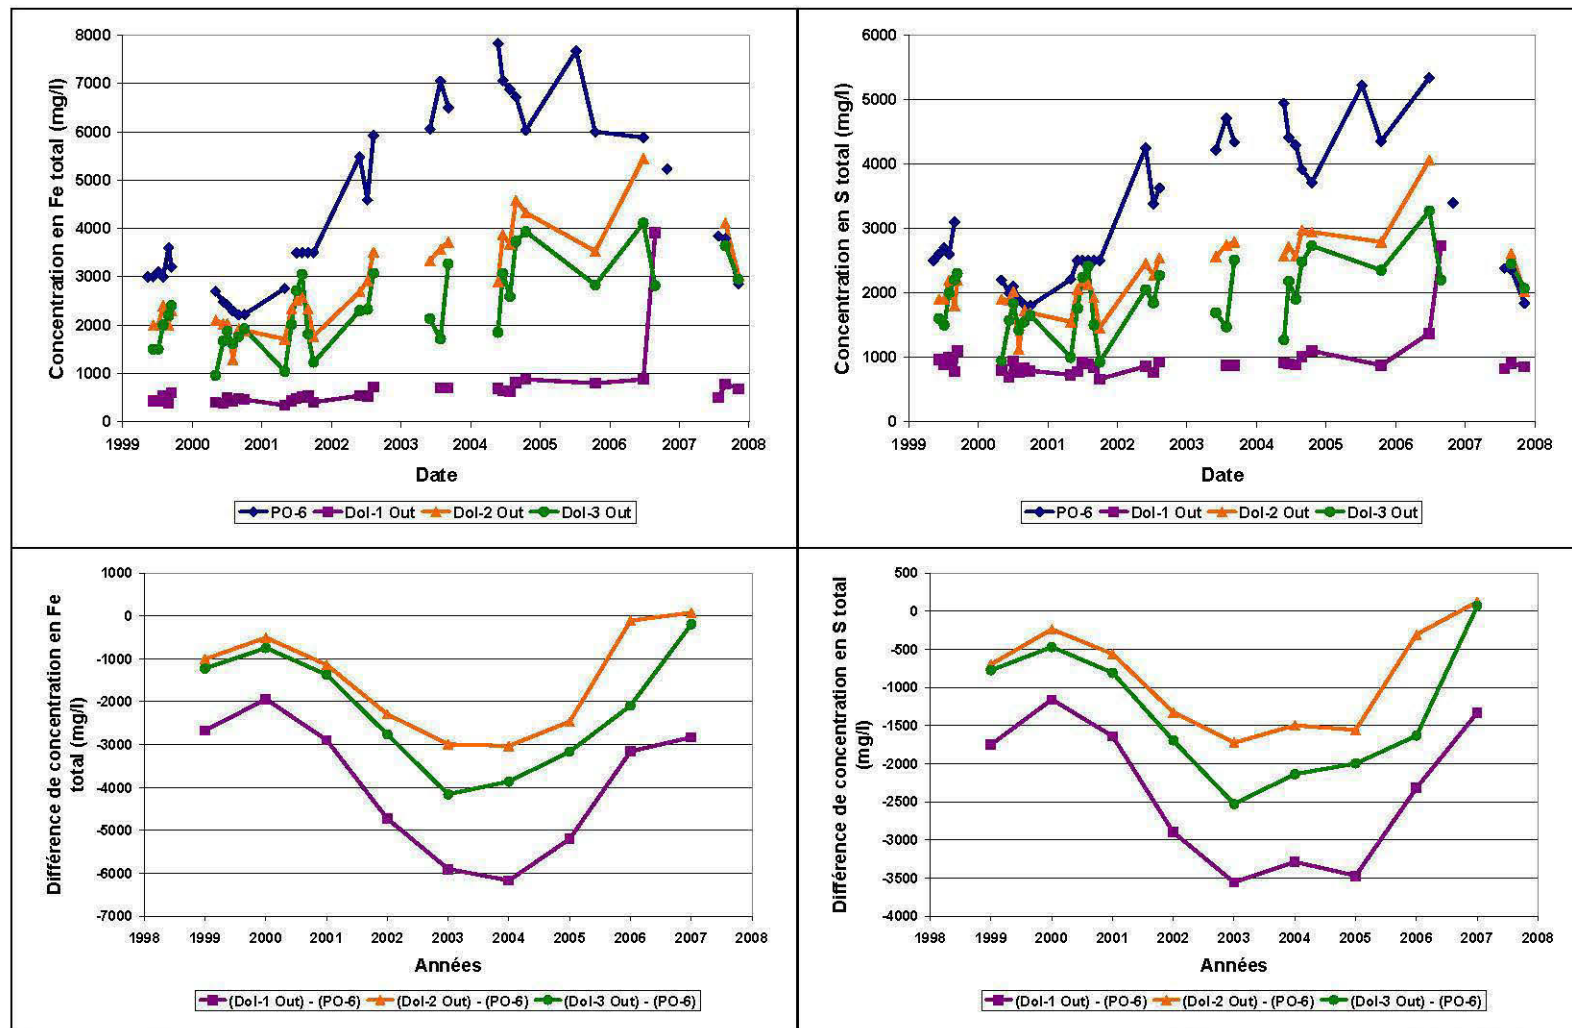 Concentration en Fe total (mg/l)
8000
7000
6000
5000
4000
3000
2000
1000
0
1999 2000 2001 2002 2003 2004 2005 2006 2007 2008
Date
PO-6 Dol-1 Out Dol-2 Out Dol-3 Out
Concentration en S total (mg/l)
6000
5000
4000
3000
2000
1000
0
1999 2000 2001 2002 2003 2004 2005 2006 2007 2008
Date
PO-6 Dol-1 Out Dol-2 Out Dol-3 Out
Différence de concentration en Fe
total (mg/l)
1000
0
-1000
-2000
-3000
-4000
-5000
-6000
-7000
1998 1999 2000 2001 2002 2003 2004 2005 2006 2007 2008
Années
(Dol-1 Out) - (PO-6) (Dol-2 Out) - (PO-6) (Dol-3 Out) - (PO-6)
Différence de concentration en S total
(mg/l)
500
0
-500
-1000
-1500
-2000
-2500
-3000
-3500
-4000
1998 1999 2000 2001 2002 2003 2004 2005 2006 2007 2008
Années
(Dol-1 Out) - (PO-6) (Dol-2 Out) - (PO-6) (Dol-3 Out) - (PO-6)